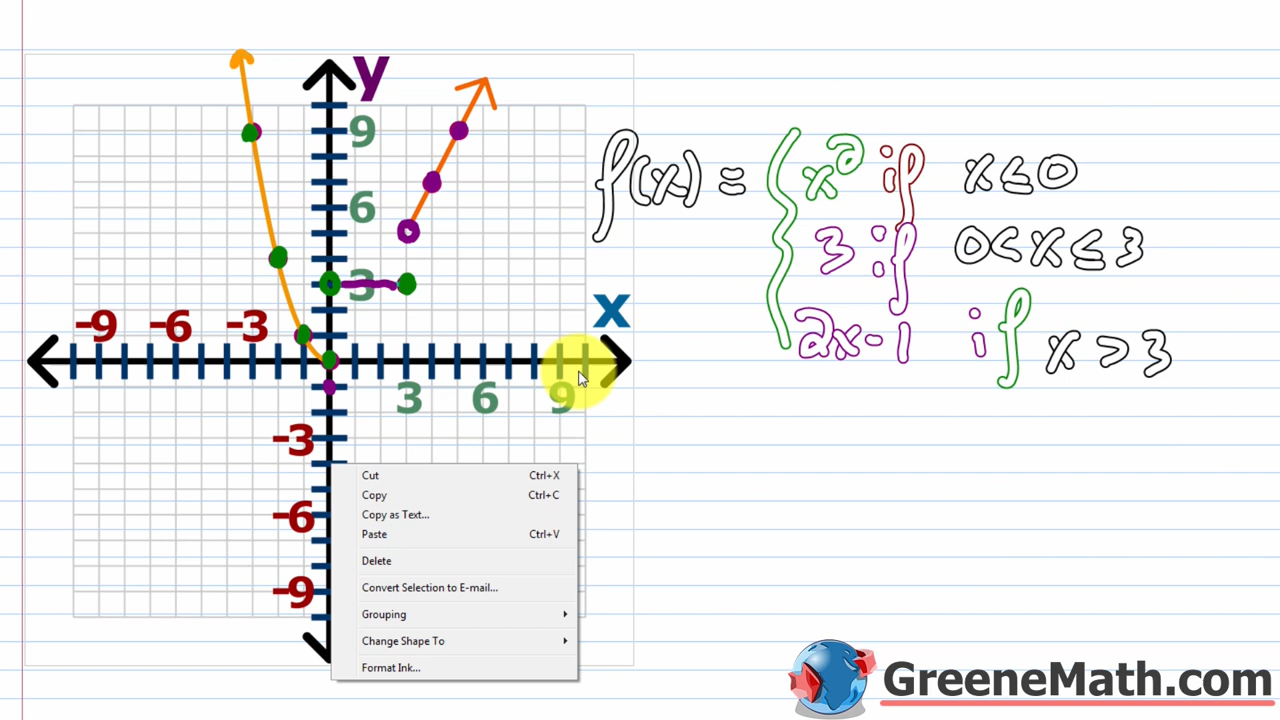 y
9
6
3
x
-9 -6 -3
3 6 9
-3
-6
-9
f(x) = { x² if x ≤ 0
3 if 0 < x ≤ 3
2x - 1 if x > 3
Cut Ctrl+X
Copy Ctrl+C
Copy as Text...
Paste Ctrl+V
Delete
Convert Selection to E-mail...
Grouping
Change Shape To
Format Ink...
GreeneMath.com